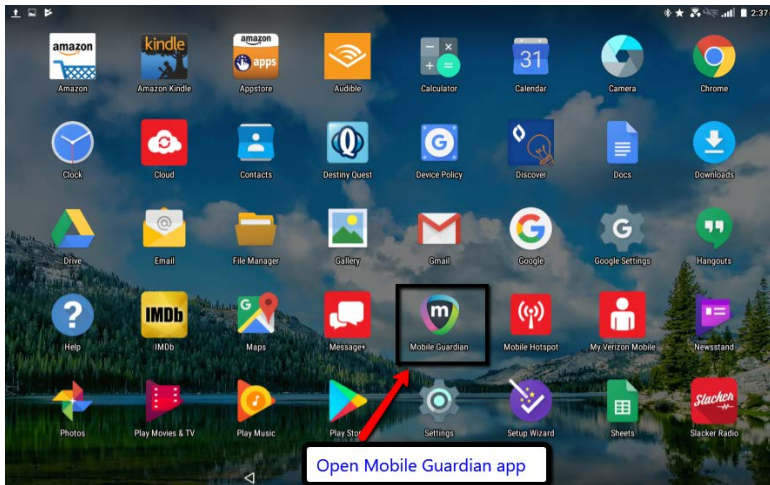 2:37
amazon
kindle
amazon
apps
31
Amazon
Amazon Kindle
Appstore
Audible
Calculator
Calendar
Camera
Chrome
Clock
Cloud
Contacts
Destiny Quest
Device Policy
Discover
Docs
Downloads
Drive
Email
File Manager
Gallery
Gmail
Google
Google Settings
Hangouts
IMDb
Help
IMDb
Maps
Message+
Mobile Guardian
Mobile Hotspot
My Verizon Mobile
Newsstand
Slacker
Photos
Play Movies & TV
Play Music
Play Stor
Settings
Setup Wizard
Sheets
Slacker Radio
Open Mobile Guardian app